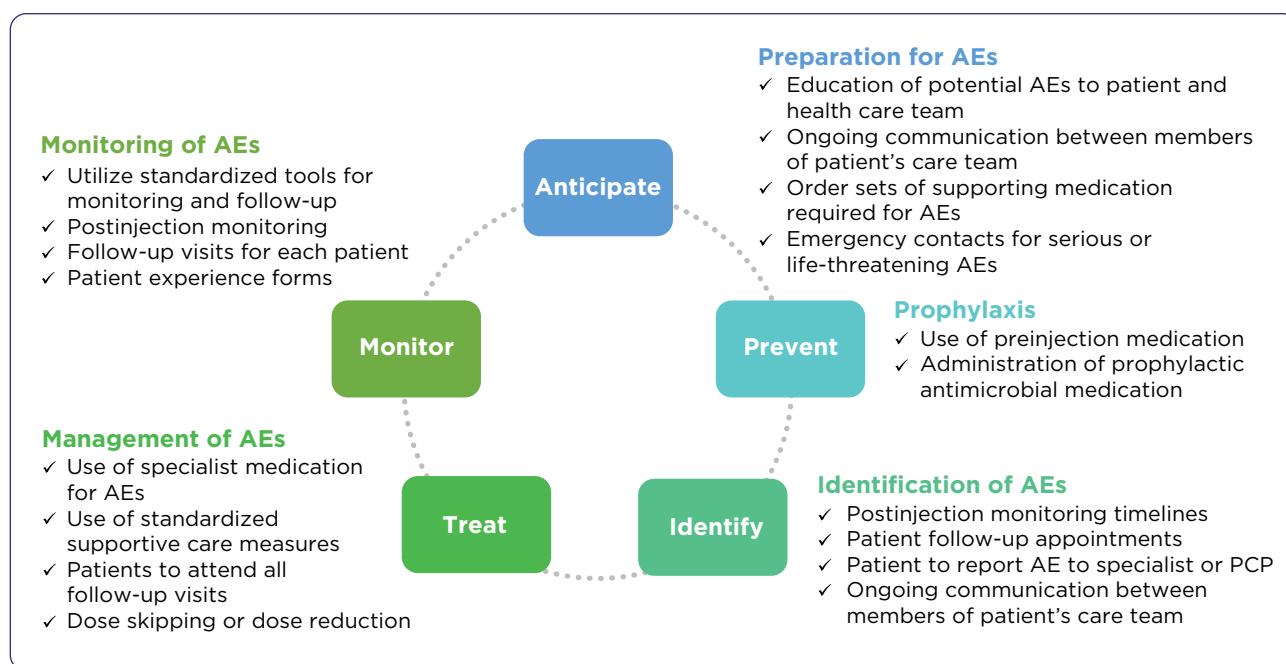 Preparation for AEs
✓ Education of potential AEs to patient and
health care team
✓ Ongoing communication between members
of patient's care team
✓ Order sets of supporting medication
required for AEs
✓ Emergency contacts for serious or
life-threatening AEs
Monitoring of AEs
✓ Utilize standardized tools for
monitoring and follow-up
✓ Postinjection monitoring
✓ Follow-up visits for each patient
✓ Patient experience forms
Anticipate
Prophylaxis
✓ Use of preinjection medication
✓ Administration of prophylactic
antimicrobial medication
Monitor
Prevent
Management of AEs
✓ Use of specialist medication
for AEs
✓ Use of standardized
supportive care measures
✓ Patients to attend all
follow-up visits
✓ Dose skipping or dose reduction
Treat
Identify
Identification of AEs
✓ Postinjection monitoring timelines
✓ Patient follow-up appointments
✓ Patient to report AE to specialist or PCP
✓ Ongoing communication between
members of patient's care team